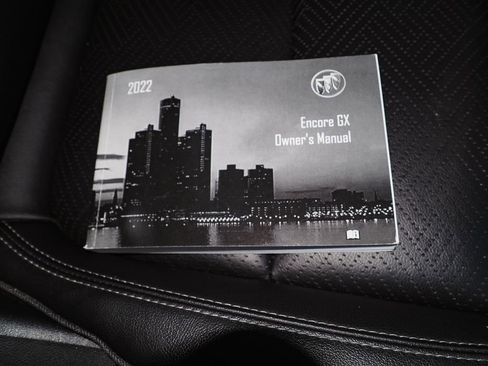 2022
Encore GX
Owner's Manual